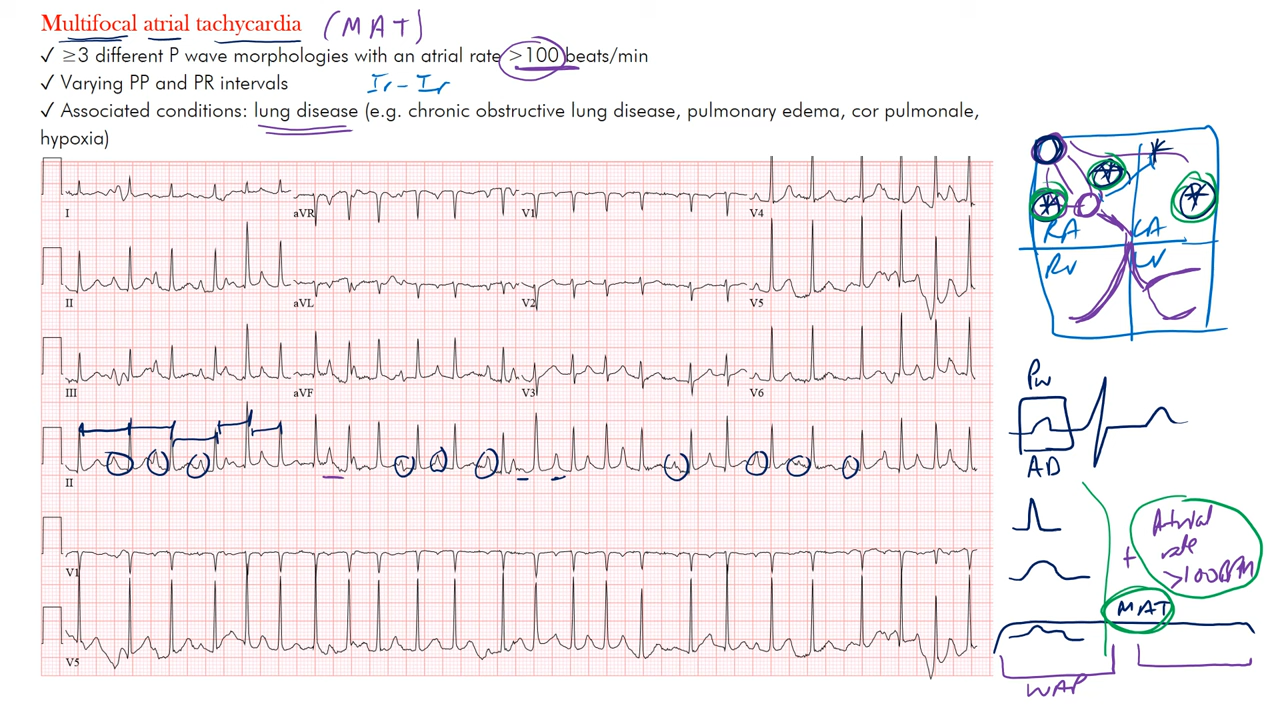 Multifocal atrial tachycardia (MAT)
✓ ≥3 different P wave morphologies with an atrial rate >100 beats/min
✓ Varying PP and PR intervals Ir - Ir
✓ Associated conditions: lung disease (e.g. chronic obstructive lung disease, pulmonary edema, cor pulmonale,
hypoxia)
I aVR V1 V4
II aVL V2 V5
III aVF V3 V6
II
V1
V5
RA LA
RV LV
PW
AD
Atrial
+ rate
>100BPM
MAT
WAP